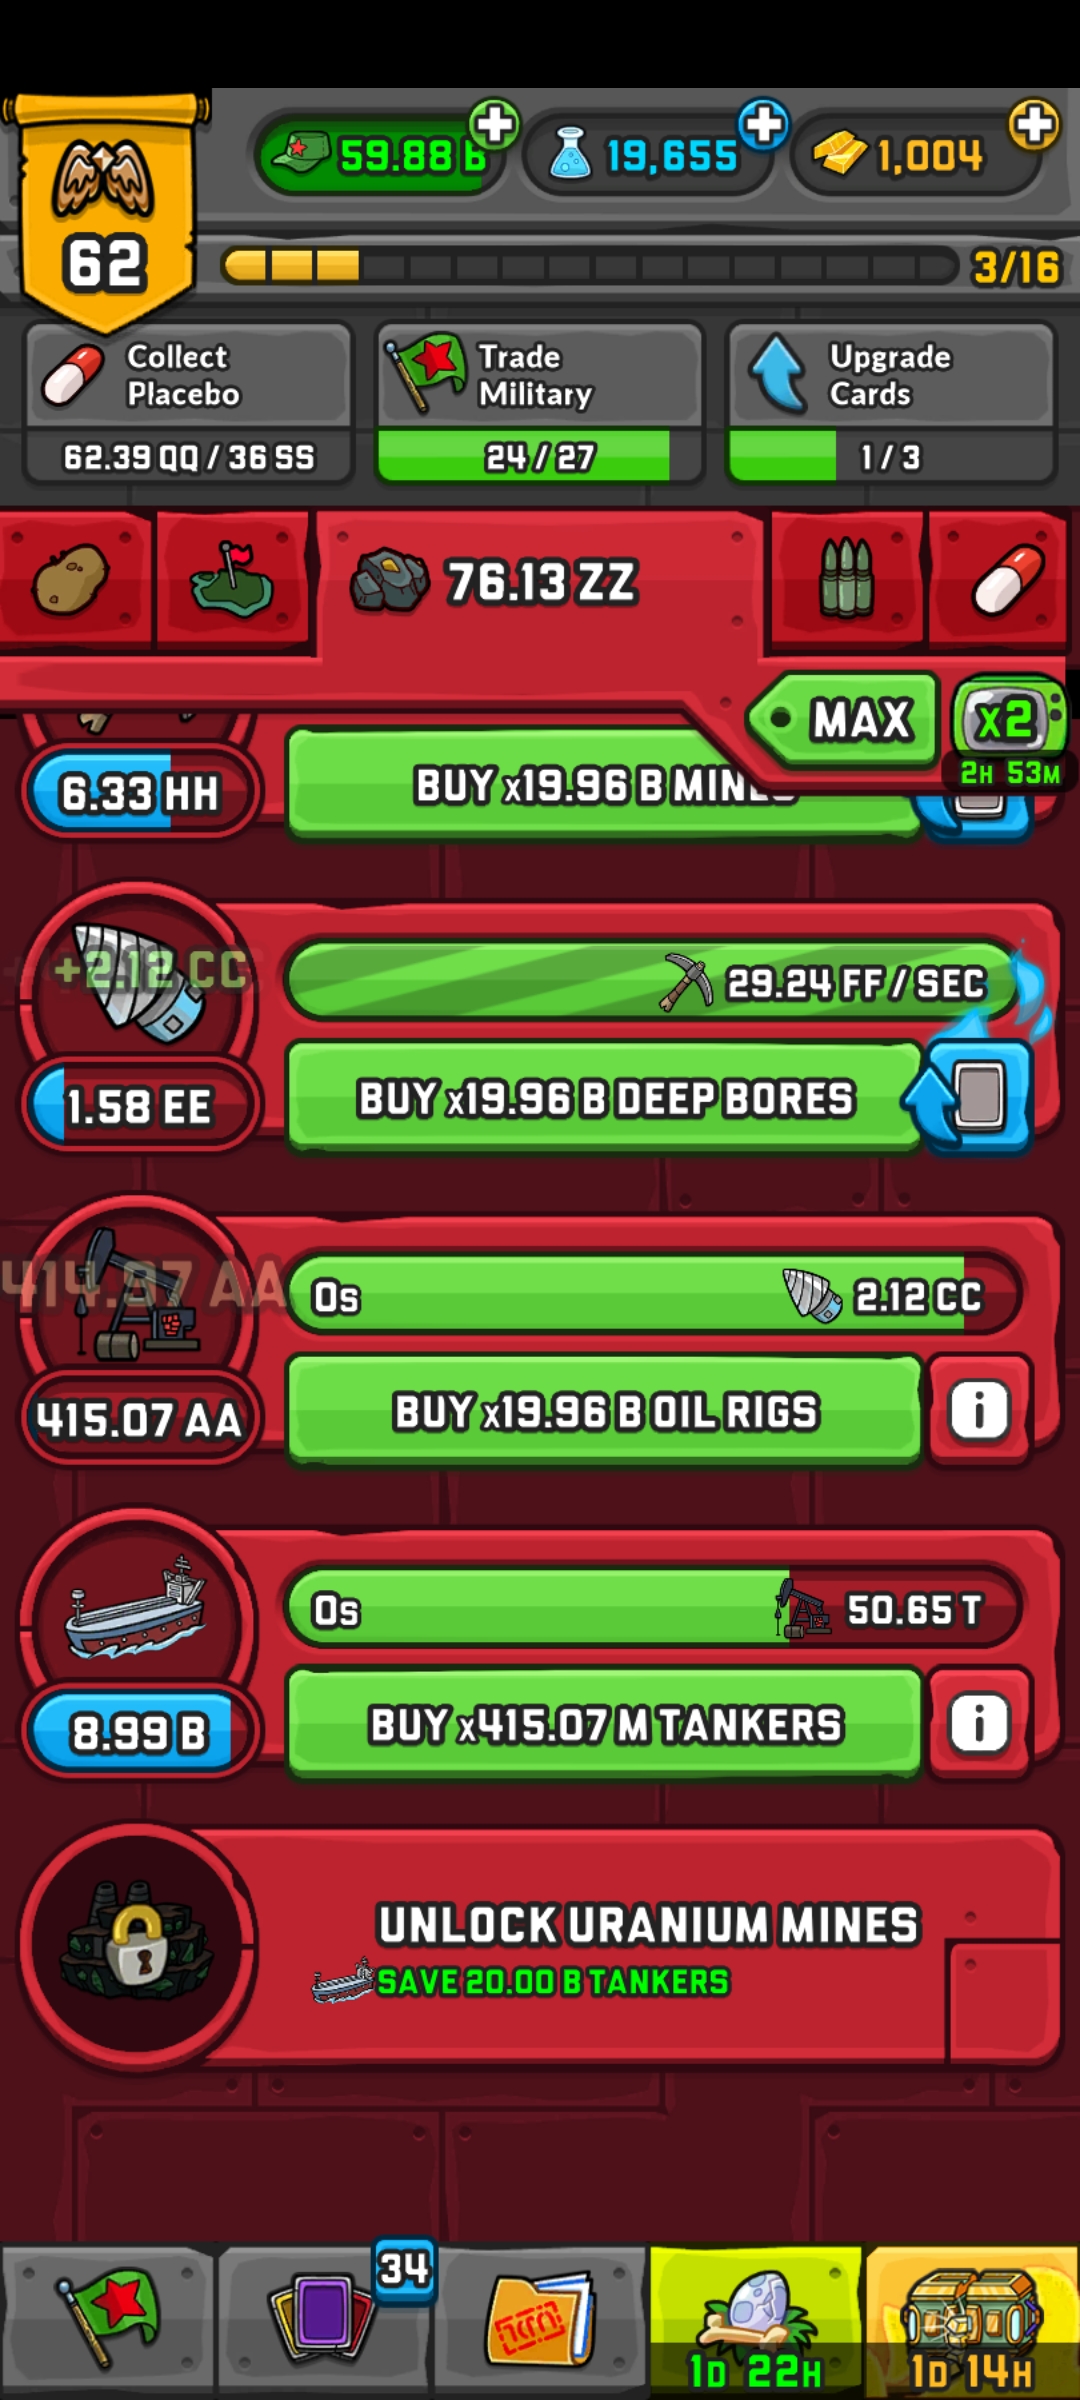 59.88 B
19,655
1,004
62
3/16
Collect
Placebo
62.39 QQ / 36 SS
Trade
Military
24 / 27
Upgrade
Cards
1 / 3
76.13 ZZ
MAX
x2
2H 53M
6.33 HH
BUY x19.96 B MINES
+2.12 CC
29.24 FF / SEC
1.58 EE
BUY x19.96 B DEEP BORES
414.97 AA
0s
2.12 CC
415.07 AA
BUY x19.96 B OIL RIGS
i
0s
50.65 T
8.99 B
BUY x415.07 M TANKERS
i
UNLOCK URANIUM MINES
SAVE 20.00 B TANKERS
34
1D 22H
1D 14H